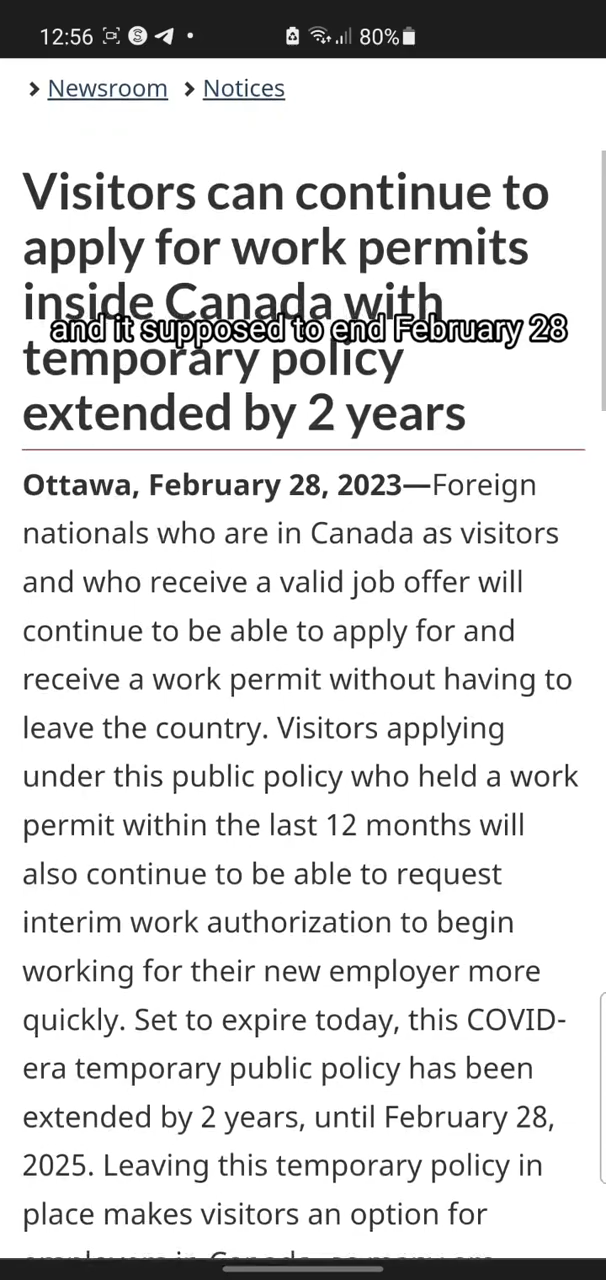 12:56 80%
> Newsroom > Notices
Visitors can continue to
apply for work permits
inside Canada with
and it supposed to end February 28
temporary policy
extended by 2 years
Ottawa, February 28, 2023—Foreign
nationals who are in Canada as visitors
and who receive a valid job offer will
continue to be able to apply for and
receive a work permit without having to
leave the country. Visitors applying
under this public policy who held a work
permit within the last 12 months will
also continue to be able to request
interim work authorization to begin
working for their new employer more
quickly. Set to expire today, this COVID-
era temporary public policy has been
extended by 2 years, until February 28,
2025. Leaving this temporary policy in
place makes visitors an option for